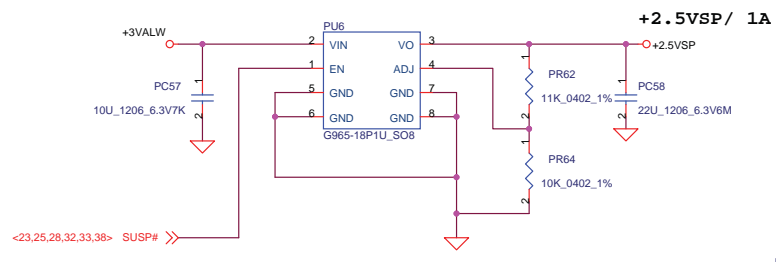 +2.5VSP/ 1A
PU6
+3VALW
2 VIN VO 3
+2.5VSP
1 EN ADJ 4
5 GND GND 7
6 GND GND 8
G965-18P1U_SO8
PC57
1
2
10U_1206_6.3V7K
1
PR62
11K_0402_1%
2
1
PC58
22U_1206_6.3V6M
2
1
PR64
10K_0402_1%
2
<23,25,28,32,33,38> SUSP#